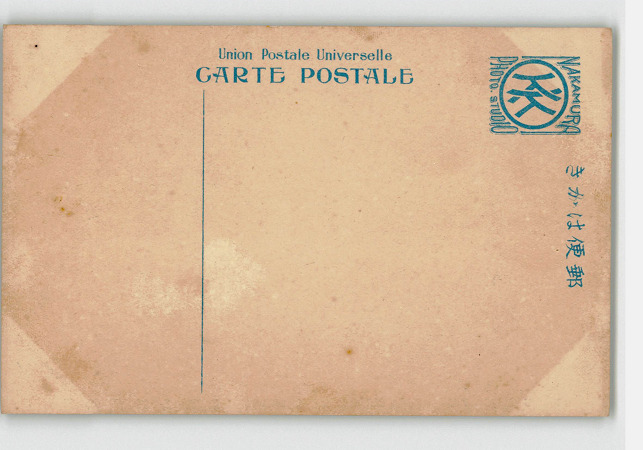 Union Postale Universelle
CARTE POSTALE
NAKAMURA
PHOTO. STUDIO
郵便はがき